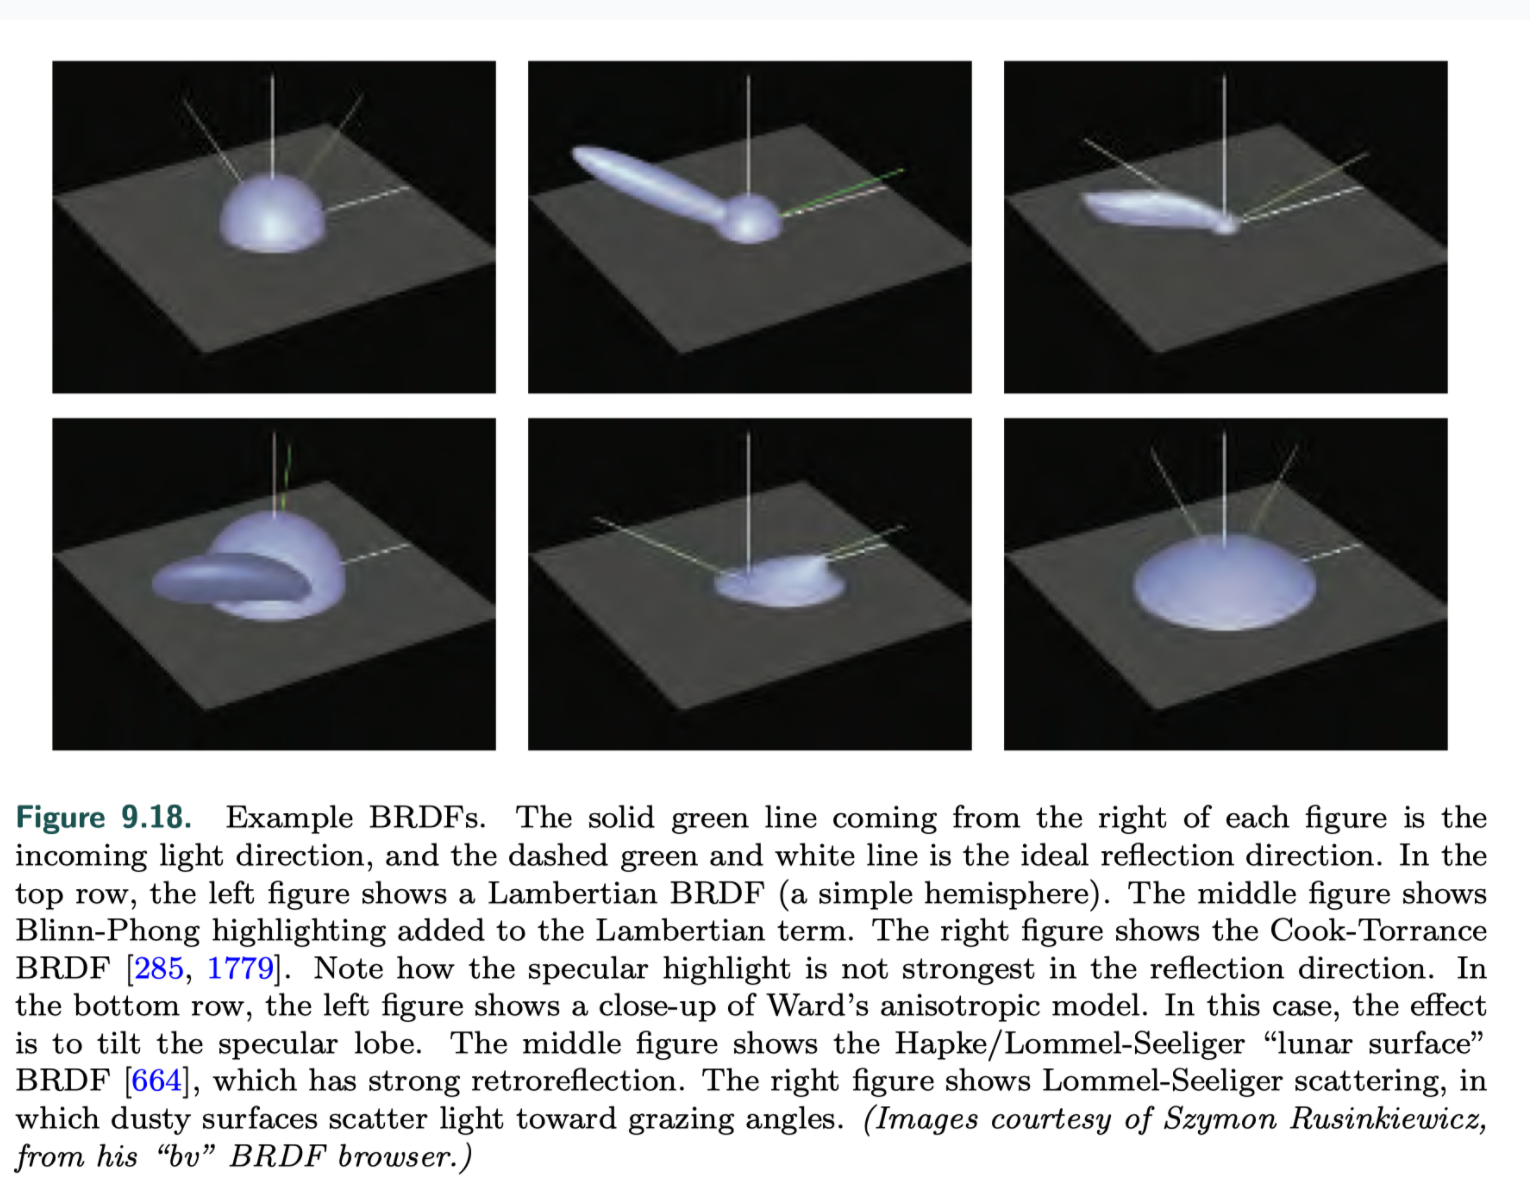 Figure 9.18. Example BRDFs. The solid green line coming from the right of each figure is the
incoming light direction, and the dashed green and white line is the ideal reflection direction. In the
top row, the left figure shows a Lambertian BRDF (a simple hemisphere). The middle figure shows
Blinn-Phong highlighting added to the Lambertian term. The right figure shows the Cook-Torrance
BRDF [285, 1779]. Note how the specular highlight is not strongest in the reflection direction. In
the bottom row, the left figure shows a close-up of Ward's anisotropic model. In this case, the effect
is to tilt the specular lobe. The middle figure shows the Hapke/Lommel-Seeliger “lunar surface”
BRDF [664], which has strong retroreflection. The right figure shows Lommel-Seeliger scattering, in
which dusty surfaces scatter light toward grazing angles. (Images courtesy of Szymon Rusinkiewicz,
from his “bv” BRDF browser.)